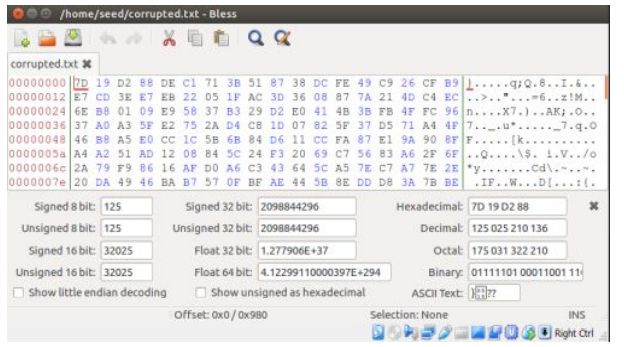 /home/seed/corrupted.txt - Bless
corrupted.txt
00000000 7D 19 D2 88 DE C1 71 3B 51 87 38 DC FE 49 C9 26 CF B9 }.....q;Q.8..I.&..
00000012 E7 CD 3E E7 EB 22 05 1F AC 3D 36 08 87 7A 21 4D C4 EC ..>.."...=6..z!M..
00000024 6E B8 01 09 E9 58 37 B3 29 D2 E0 41 4B 3B FB 4F FC 96 n....X7.)..AK;.O..
00000036 37 A0 A3 5F E2 75 2A D4 C8 1D 07 82 5F 37 D5 71 A4 4F 7.._.u*....._7.q.O
00000048 46 B8 A5 E0 CC 1C 5B 6B 84 D6 11 CC FA 87 E1 9A 90 8F F.....[k..........
0000005a A4 A2 51 AD 12 08 84 5C 24 F3 20 69 C7 56 83 A6 2F 6F ..Q....\$. i.V../o
0000006c 2A 79 F9 86 16 AF D0 A6 C3 43 64 5C A5 7E C7 A7 7E 2E *y.......Cd\.~..~.
0000007e 20 DA 49 46 BA B7 57 0F BF AE 44 5B 8E DD D8 3A 7B BE .IF..W...D[...:{.
Signed 8 bit: 125 Signed 32 bit: 2098844296 Hexadecimal: 7D 19 D2 88
Unsigned 8 bit: 125 Unsigned 32 bit: 2098844296 Decimal: 125 025 210 136
Signed 16 bit: 32025 Float 32 bit: 1.277906E+37 Octal: 175 031 322 210
Unsigned 16 bit: 32025 Float 64 bit: 4.12299110000397E+294 Binary: 01111101 00011001 11
Show little endian decoding Show unsigned as hexadecimal ASCII Text: }??
Offset: 0x0 / 0x980 Selection: None INS
Right Ctrl